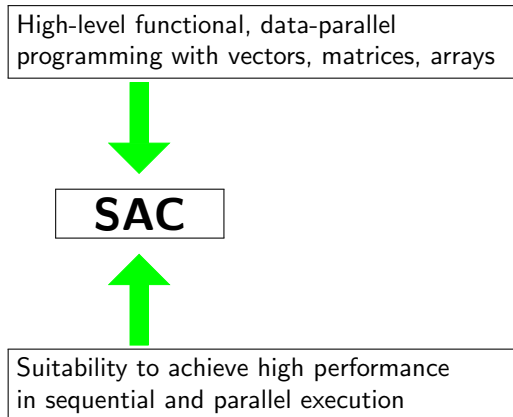 High-level functional, data-parallel
programming with vectors, matrices, arrays
SAC
Suitability to achieve high performance
in sequential and parallel execution